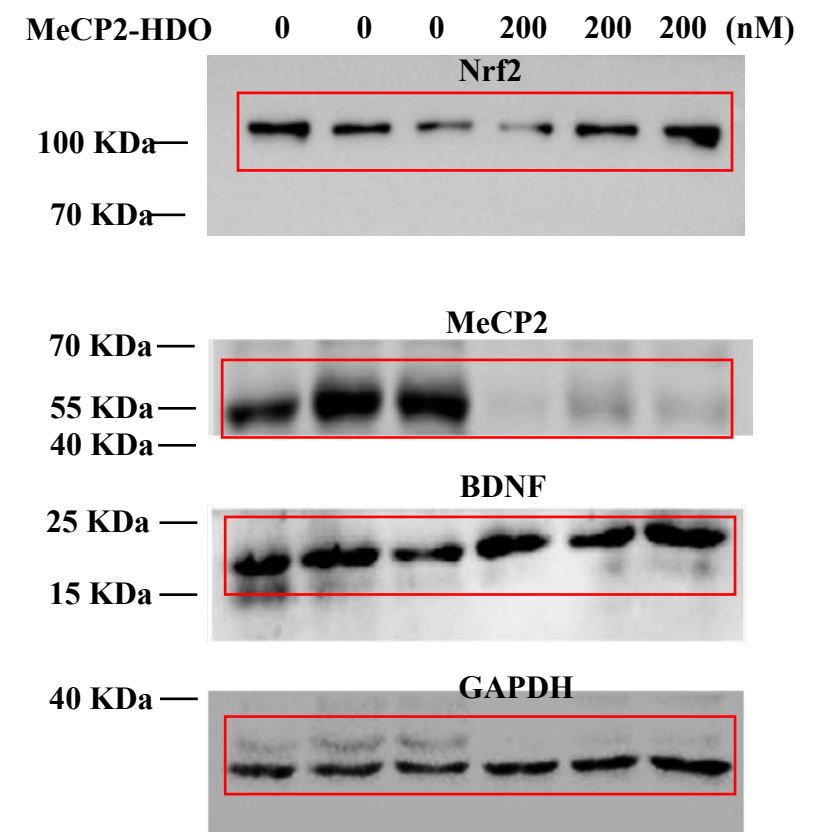 MeCP2-HDO 0 0 0 200 200 200 (nM)
Nrf2
100 KDa
70 KDa
MeCP2
70 KDa
55 KDa
40 KDa
BDNF
25 KDa
15 KDa
GAPDH
40 KDa